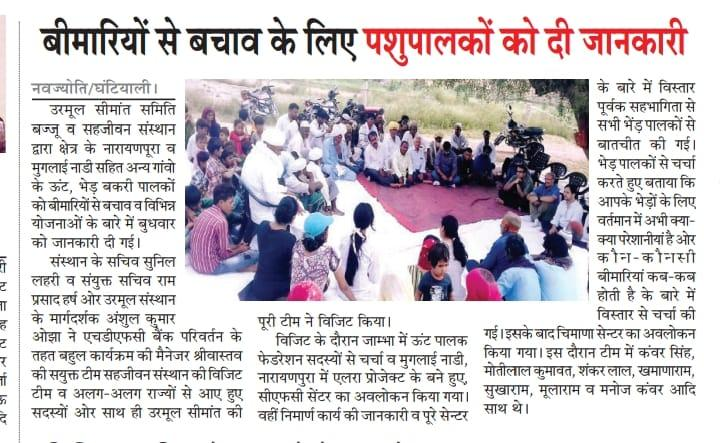 बीमारियों से बचाव के लिए पशुपालकों को दी जानकारी
नवज्योति/घंटियाली।
उरमूल सीमांत समिति
बज्जू व सहजीवन संस्थान
द्वारा क्षेत्र के नारायणपुरा व
मुगलाई नाडी सहित अन्य गांवो
के ऊंट, भेड़ बकरी पालकों
को बीमारियों से बचाव व विभिन्न
योजनाओं के बारे में बुधवार
को जानकारी दी गई।
संस्थान के सचिव सुनिल
लहरी व संयुक्त सचिव राम
प्रसाद हर्ष ओर उरमूल संस्थान
के मार्गदर्शक अंशुल कुमार
ओझा ने एचडीएफसी बैंक परिवर्तन के
तहत बहुल कार्यक्रम की मैनेजर श्रीवास्तव
की सयुक्त टीम सहजीवन संस्थान की विजिट
टीम व अलग-अलग राज्यों से आए हुए
सदस्यों ओर साथ ही उरमूल सीमांत की
पूरी टीम ने विजिट किया।
विजिट के दौरान जाम्भा में ऊंट पालक
फेडरेशन सदस्यों से चर्चा व मुगलाई नाडी,
नारायणपुरा में एलरा प्रोजेक्ट के बने हुए,
सीएफसी सेंटर का अवलोकन किया गया।
वहीं निमार्ण कार्य की जानकारी व पूरे सेन्टर
के बारे में विस्तार
पूर्वक सहभागिता से
सभी भेंड़ पालकों से
बातचीत की गई।
भेड़ पालकों से चर्चा
करते हुए बताया कि
आपके भेड़ों के लिए
वर्तमान में अभी क्या-
क्या परेशानीयां है ओर
कौन-कौनसी
बीमारियां कब-कब
होती है के बारे में
विस्तार से चर्चा की
गई। इसके बाद चिमाणा सेन्टर का अवलोकन
किया गया। इस दौरान टीम में कंवर सिंह,
मोतीलाल कुमावत, शंकर लाल, खमाणाराम,
सुखाराम, मूलाराम व मनोज कंवर आदि
साथ थे।